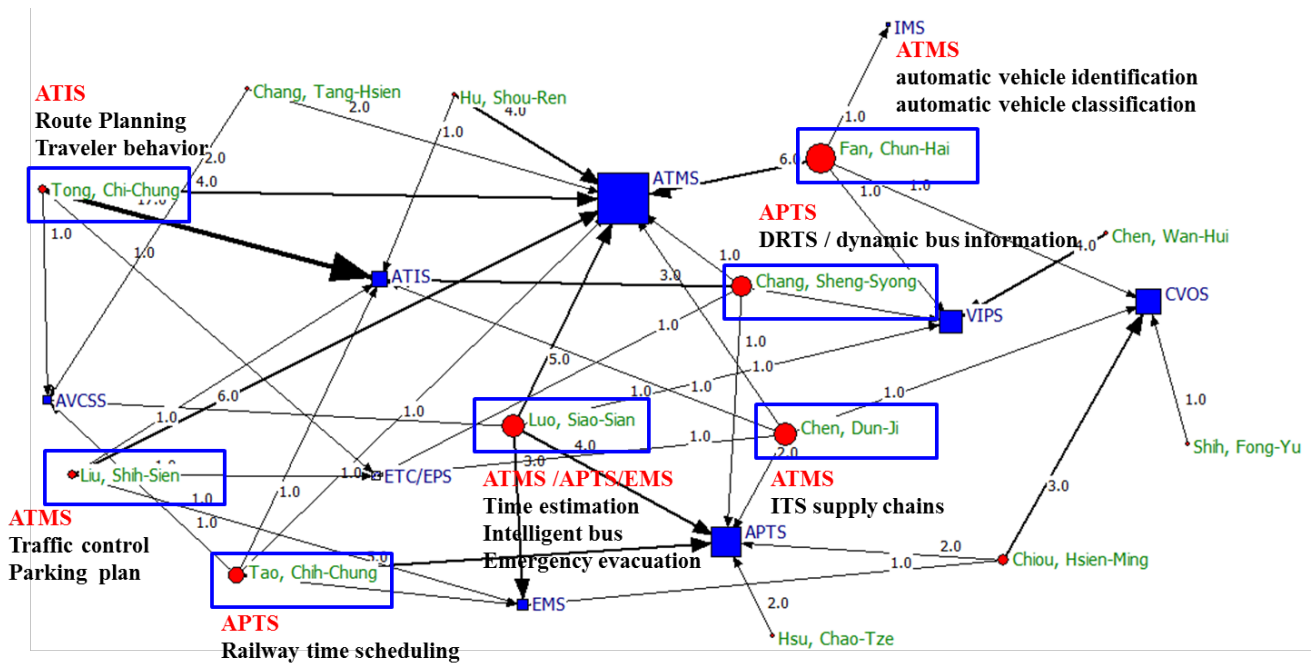 IMS
ATMS
automatic vehicle identification
automatic vehicle classification
1.0
ATIS
Route Planning
Traveler behavior
Chang, Tang-Hsien
2.0
Hu, Shou-Ren
4.0
1.0
2.0
Fan, Chun-Hai
6.0
1.0
1.0
Tong, Chi-Chung
17.0
4.0
ATMS
APTS
DRTS / dynamic bus information
Chen, Wan-Hui
4.0
1.0
1.0
1.0
ATIS
3.0
Chang, Sheng-Syong
CVOS
VIPS
1.0
1.0
5.0
1.0
1.0
1.0
1.0
AVCSS
6.0
1.0
1.0
1.0
Luo, Siao-Sian
Chen, Dun-Ji
Shih, Fong-Yu
4.0
1.0
2.0
3.0
Liu, Shih-Sien
1.0
ETC/EPS
ATMS /APTS/EMS
Time estimation
Intelligent bus
Emergency evacuation
ATMS
ITS supply chains
3.0
1.0
1.0
1.0
ATMS
Traffic control
Parking plan
APTS
2.0
1.0
Chiou, Hsien-Ming
Tao, Chih-Chung
EMS
2.0
Hsu, Chao-Tze
APTS
Railway time scheduling